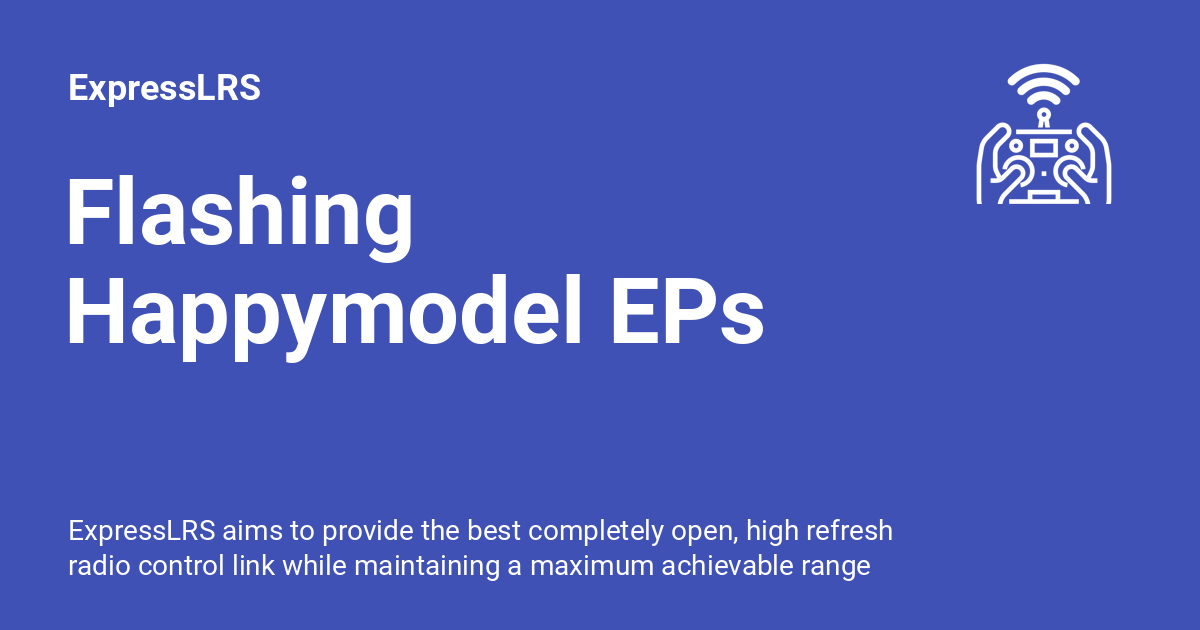 ExpressLRS
Flashing
Happymodel EPs
ExpressLRS aims to provide the best completely open, high refresh
radio control link while maintaining a maximum achievable range